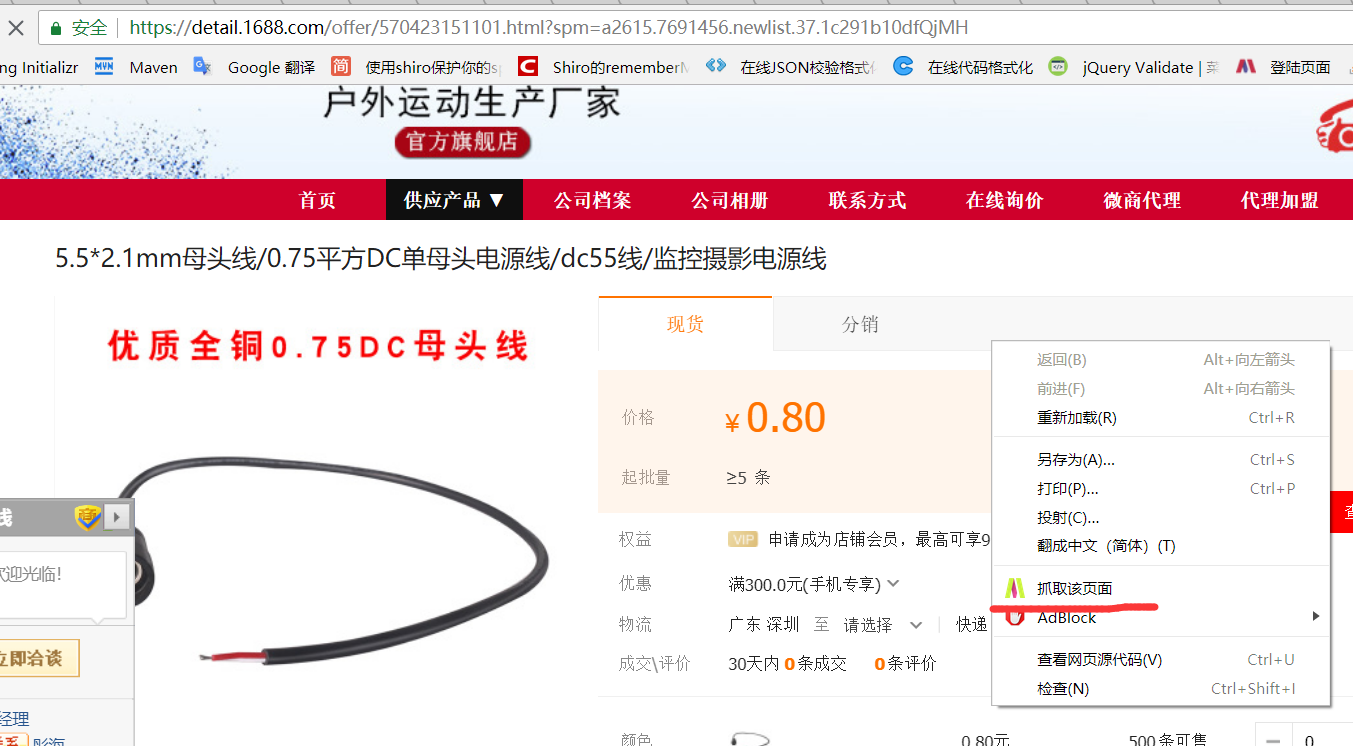 安全 https://detail.1688.com/offer/570423151101.html?spm=a2615.7691456.newlist.37.1c291b10dfQjMH
ng Initializr Maven Google 翻译 简 使用shiro保护你的 Shiro的remember 在线JSON校验格式 在线代码格式化 jQuery Validate | 登陆页面
户外运动生产厂家
官方旗舰店
首页 供应产品 ▼ 公司档案 公司相册 联系方式 在线询价 微商代理 代理加盟
5.5*2.1mm母头线/0.75平方DC单母头电源线/dc55线/监控摄影电源线
优质全铜0.75DC母头线
现货 分销
价格 ¥ 0.80
起批量 ≥5 条
权益 VIP 申请成为店铺会员，最高可享9
优惠 满300.0元(手机专享)
物流 广东 深圳 至 请选择 快递
成交\评价 30天内 0 条成交 0 条评价
颜色 0.80元 500条可售 0
返回(B) Alt+向左箭头
前进(F) Alt+向右箭头
重新加载(R) Ctrl+R
另存为(A)... Ctrl+S
打印(P)... Ctrl+P
投射(C)...
翻成中文（简体）(T)
抓取该页面
AdBlock
查看网页源代码(V) Ctrl+U
检查(N) Ctrl+Shift+I
线
欢迎光临!
立即洽谈
经理